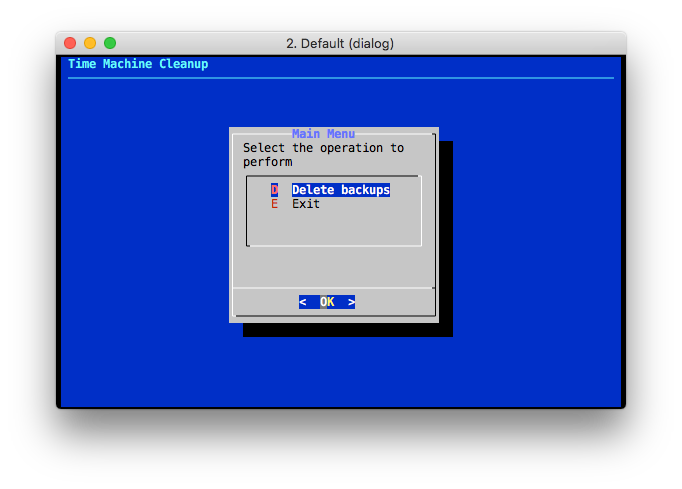 2. Default (dialog)
Time Machine Cleanup
Main Menu
Select the operation to
perform
D Delete backups
E Exit
< OK >